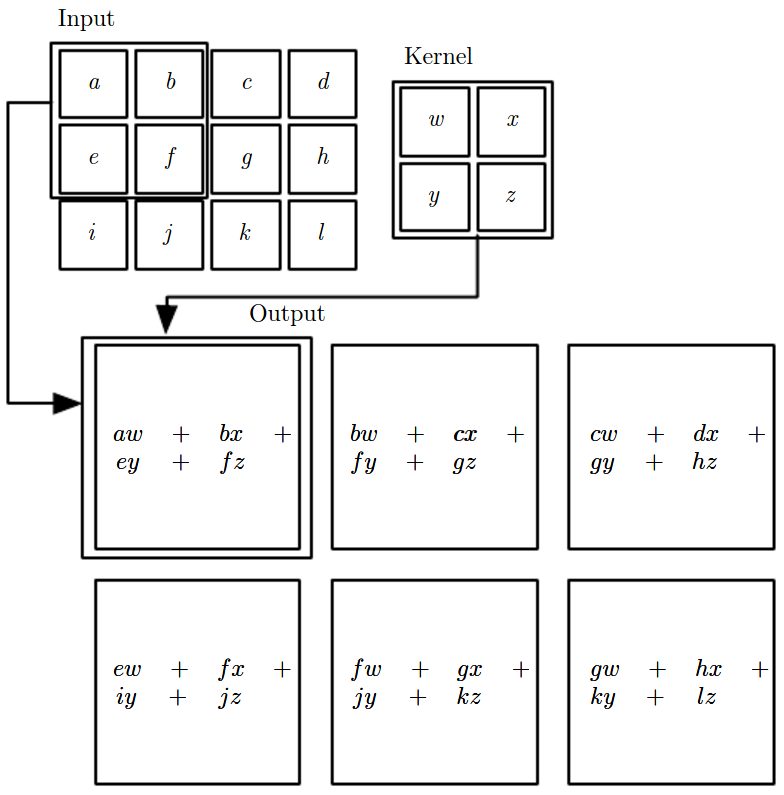 Input
a b c d
e f g h
i j k l
Kernel
w x
y z
Output
aw + bx +
ey + fz
bw + cx +
fy + gz
cw + dx +
gy + hz
ew + fx +
iy + jz
fw + gx +
jy + kz
gw + hx +
ky + lz